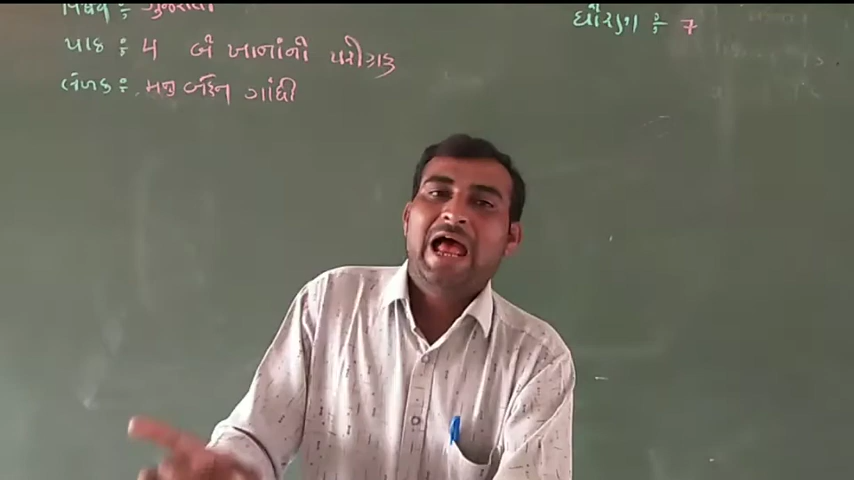 વિષય : ગુજરાતી
ધોરણ : 7
પાઠ : 4 બે ખાનાંનો પરિગ્રહ
લેખક : મનુબહેન ગાંધી